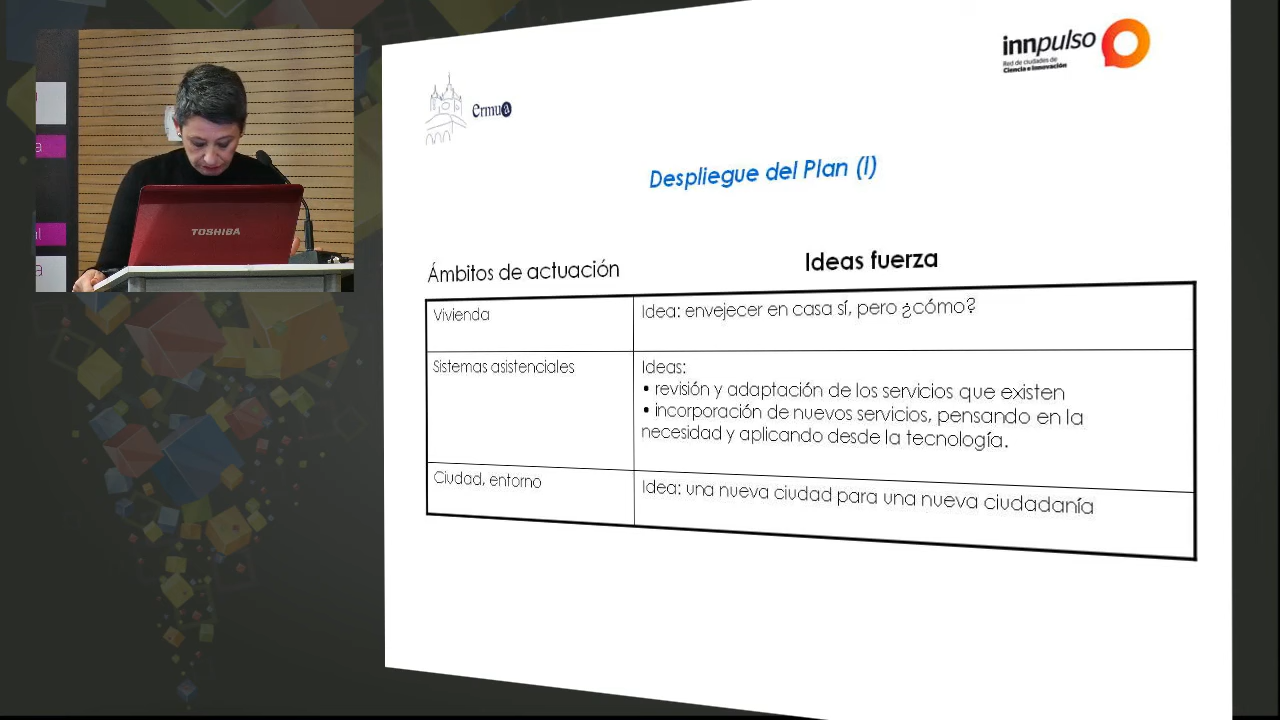 innpulso
Red de ciudades de
Ciencia e Innovación
ermua
Despliegue del Plan (I)
Ámbitos de actuación
Ideas fuerza
Vivienda
Idea: envejecer en casa sí, pero ¿cómo?
Sistemas asistenciales
Ideas:
• revisión y adaptación de los servicios que existen
• incorporación de nuevos servicios, pensando en la
necesidad y aplicando desde la tecnología.
Ciudad, entorno
Idea: una nueva ciudad para una nueva ciudadanía
TOSHIBA